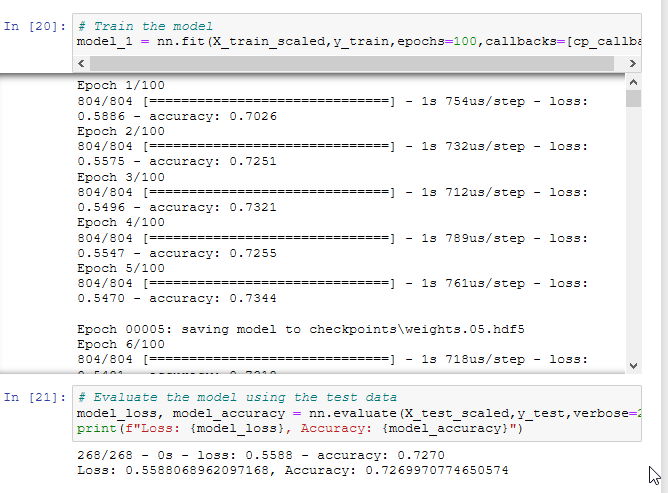 In [20]: # Train the model
model_1 = nn.fit(X_train_scaled,y_train,epochs=100,callbacks=[cp_callba
Epoch 1/100
804/804 [==============================] - 1s 754us/step - loss:
0.5886 - accuracy: 0.7026
Epoch 2/100
804/804 [==============================] - 1s 732us/step - loss:
0.5575 - accuracy: 0.7251
Epoch 3/100
804/804 [==============================] - 1s 712us/step - loss:
0.5496 - accuracy: 0.7321
Epoch 4/100
804/804 [==============================] - 1s 789us/step - loss:
0.5547 - accuracy: 0.7255
Epoch 5/100
804/804 [==============================] - 1s 761us/step - loss:
0.5470 - accuracy: 0.7344
Epoch 00005: saving model to checkpoints\weights.05.hdf5
Epoch 6/100
804/804 [==============================] - 1s 718us/step - loss:
In [21]: # Evaluate the model using the test data
model_loss, model_accuracy = nn.evaluate(X_test_scaled,y_test,verbose=2
print(f"Loss: {model_loss}, Accuracy: {model_accuracy}")
268/268 - 0s - loss: 0.5588 - accuracy: 0.7270
Loss: 0.5588068962097168, Accuracy: 0.7269970774650574